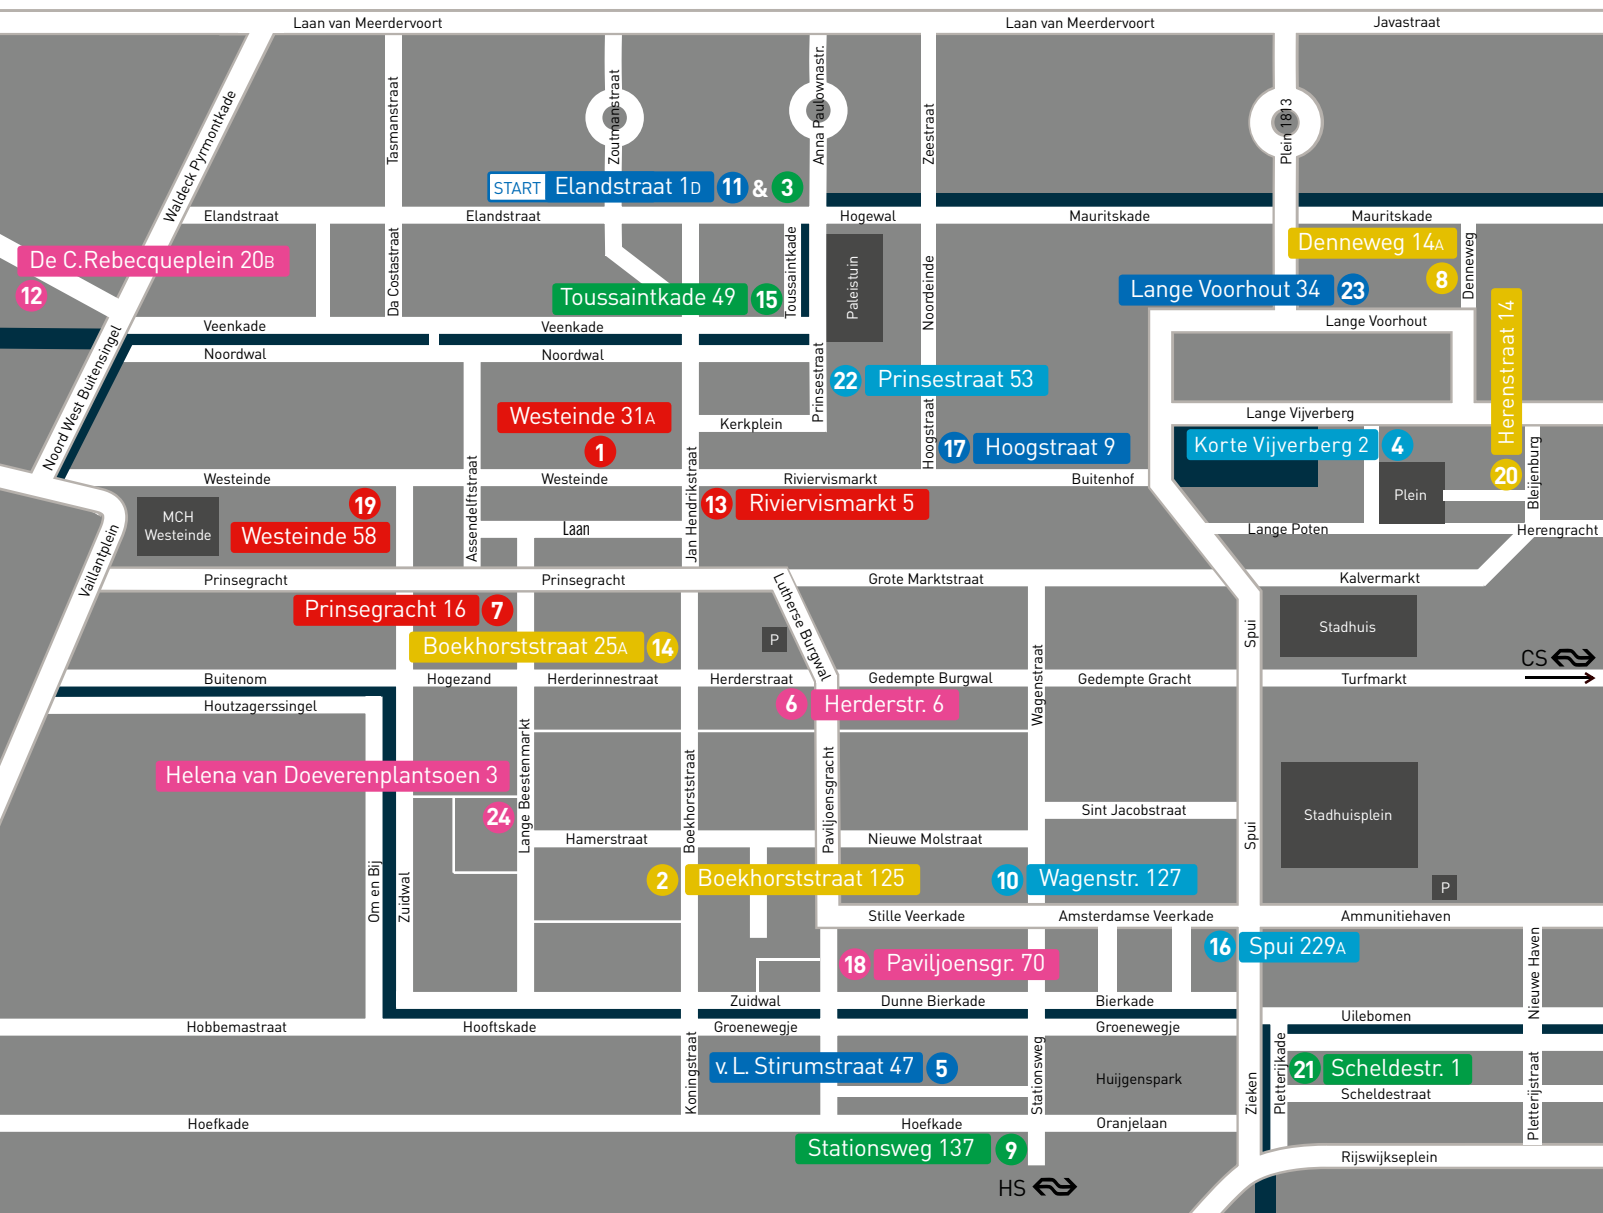 Laan van Meerdervoort
Laan van Meerdervoort
Javastraat
Waldeck Pyrmontkade
Tasmanstraat
Zoutmanstraat
Anna Paulownastr.
Zeestraat
Plein 1813
START Elandstraat 1D 11 & 3
Elandstraat
Elandstraat
Hogewal
Mauritskade
Mauritskade
De C.Rebecqueplein 20B
12
Da Costastraat
Toussaintkade
Paleistuin
Noordeinde
Denneweg 14A
8
Denneweg
Toussaintkade 49 15
Lange Voorhout 34 23
Herenstraat 14
20
Veenkade
Veenkade
Lange Voorhout
Noord West Buitensingel
Noordwal
Noordwal
Prinsestraat
22 Prinsestraat 53
Westeinde 31A
1
Kerkplein
Hoogstraat
Lange Vijverberg
17 Hoogstraat 9
Korte Vijverberg 2 4
Bleijenburg
Westeinde
Westeinde
Riviervismarkt
Buitenhof
Assendelftstraat
Jan Hendrikstraat
Plein
19
Westeinde 58
13 Riviervismarkt 5
MCH
Westeinde
Laan
Lange Poten
Herengracht
Vaillantplein
Prinsegracht
Prinsegracht
Lutherse Burgwal
Grote Marktstraat
Kalvermarkt
Prinsegracht 16 7
Boekhorststraat 25A 14
P
Wagenstraat
Spui
Stadhuis
CS
Buitenom
Hogezand
Herderinnestraat
Herderstraat
Gedempte Burgwal
Gedempte Gracht
Turfmarkt
Houtzagerssingel
6 Herderstr. 6
Helena van Doeverenplantsoen 3
24
Lange Beestenmarkt
Boekhorststraat
Paviljoensgracht
Sint Jacobstraat
Spui
Stadhuisplein
Hamerstraat
Nieuwe Molstraat
Om en Bij
Zuidwal
2 Boekhorststraat 125
10 Wagenstr. 127
P
Stille Veerkade
Amsterdamse Veerkade
Ammunitiehaven
16 Spui 229A
18 Paviljoensgr. 70
Nieuwe Haven
Zuidwal
Dunne Bierkade
Bierkade
Uilebomen
Hobbemastraat
Hooftskade
Groenewegje
Groenewegje
Koningstraat
v. L. Stirumstraat 47 5
Stationsweg
Huijgenspark
Zieken
Pletterijkade
21 Scheldestr. 1
Scheldestraat
Pletterijstraat
Hoefkade
Hoefkade
Oranjelaan
Stationsweg 137 9
Rijswijkseplein
HS